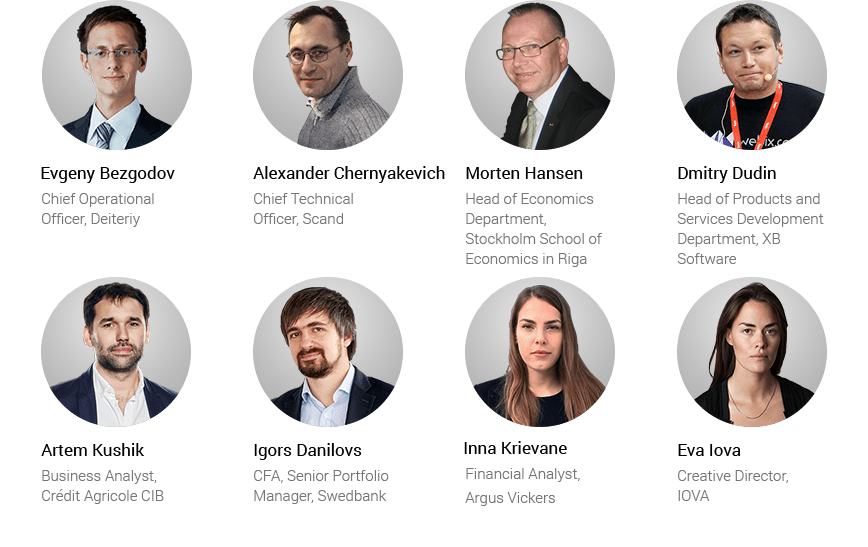 webix.co
Evgeny Bezgodov
Chief Operational
Officer, Deiteriy
Alexander Chernyakevich
Chief Technical
Officer, Scand
Morten Hansen
Head of Economics
Department,
Stockholm School of
Economics in Riga
Dmitry Dudin
Head of Products and
Services Development
Department, XB
Software
Artem Kushik
Business Analyst,
Crédit Agricole CIB
Igors Danilovs
CFA, Senior Portfolio
Manager, Swedbank
Inna Krievane
Financial Analyst,
Argus Vickers
Eva Iova
Creative Director,
IOVA